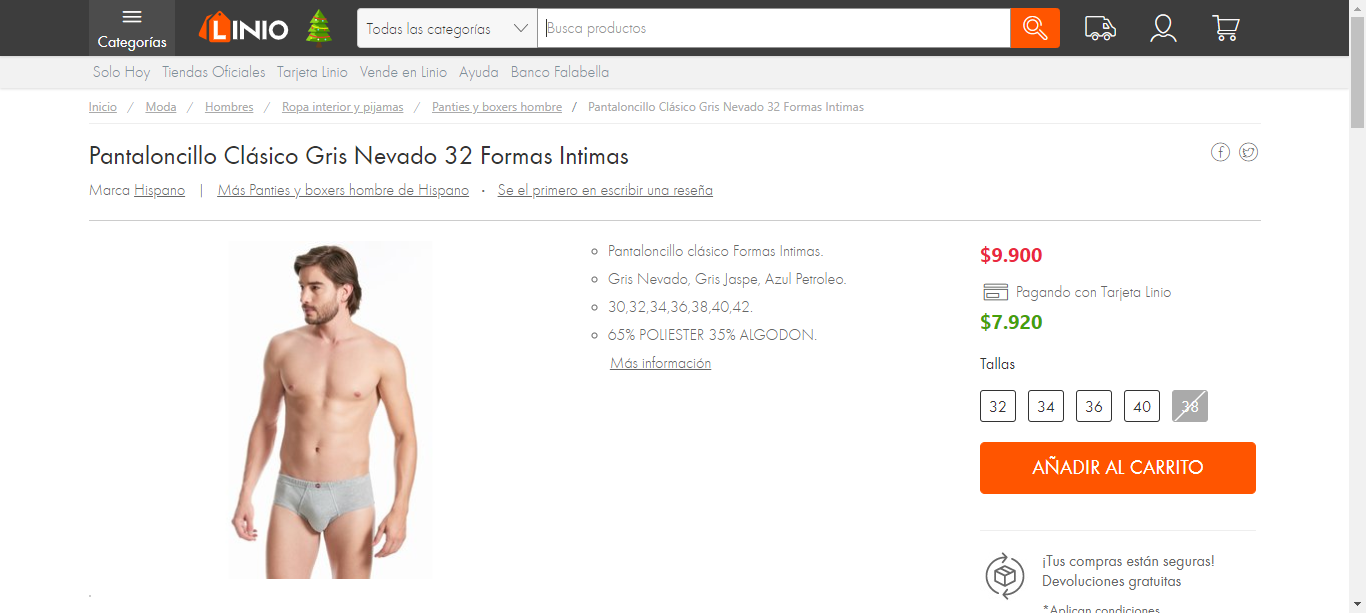 Categorías
LINIO
Todas las categorías
Busca productos
Solo Hoy Tiendas Oficiales Tarjeta Linio Vende en Linio Ayuda Banco Falabella
Inicio / Moda / Hombres / Ropa interior y pijamas / Panties y boxers hombre / Pantaloncillo Clásico Gris Nevado 32 Formas Intimas
Pantaloncillo Clásico Gris Nevado 32 Formas Intimas
Marca Hispano | Más Panties y boxers hombre de Hispano · Se el primero en escribir una reseña
Pantaloncillo clásico Formas Intimas.
Gris Nevado, Gris Jaspe, Azul Petroleo.
30,32,34,36,38,40,42.
65% POLIESTER 35% ALGODON.
Más información
$9.900
Pagando con Tarjeta Linio
$7.920
Tallas
32 34 36 40 38
AÑADIR AL CARRITO
¡Tus compras están seguras!
Devoluciones gratuitas
*Aplican condiciones